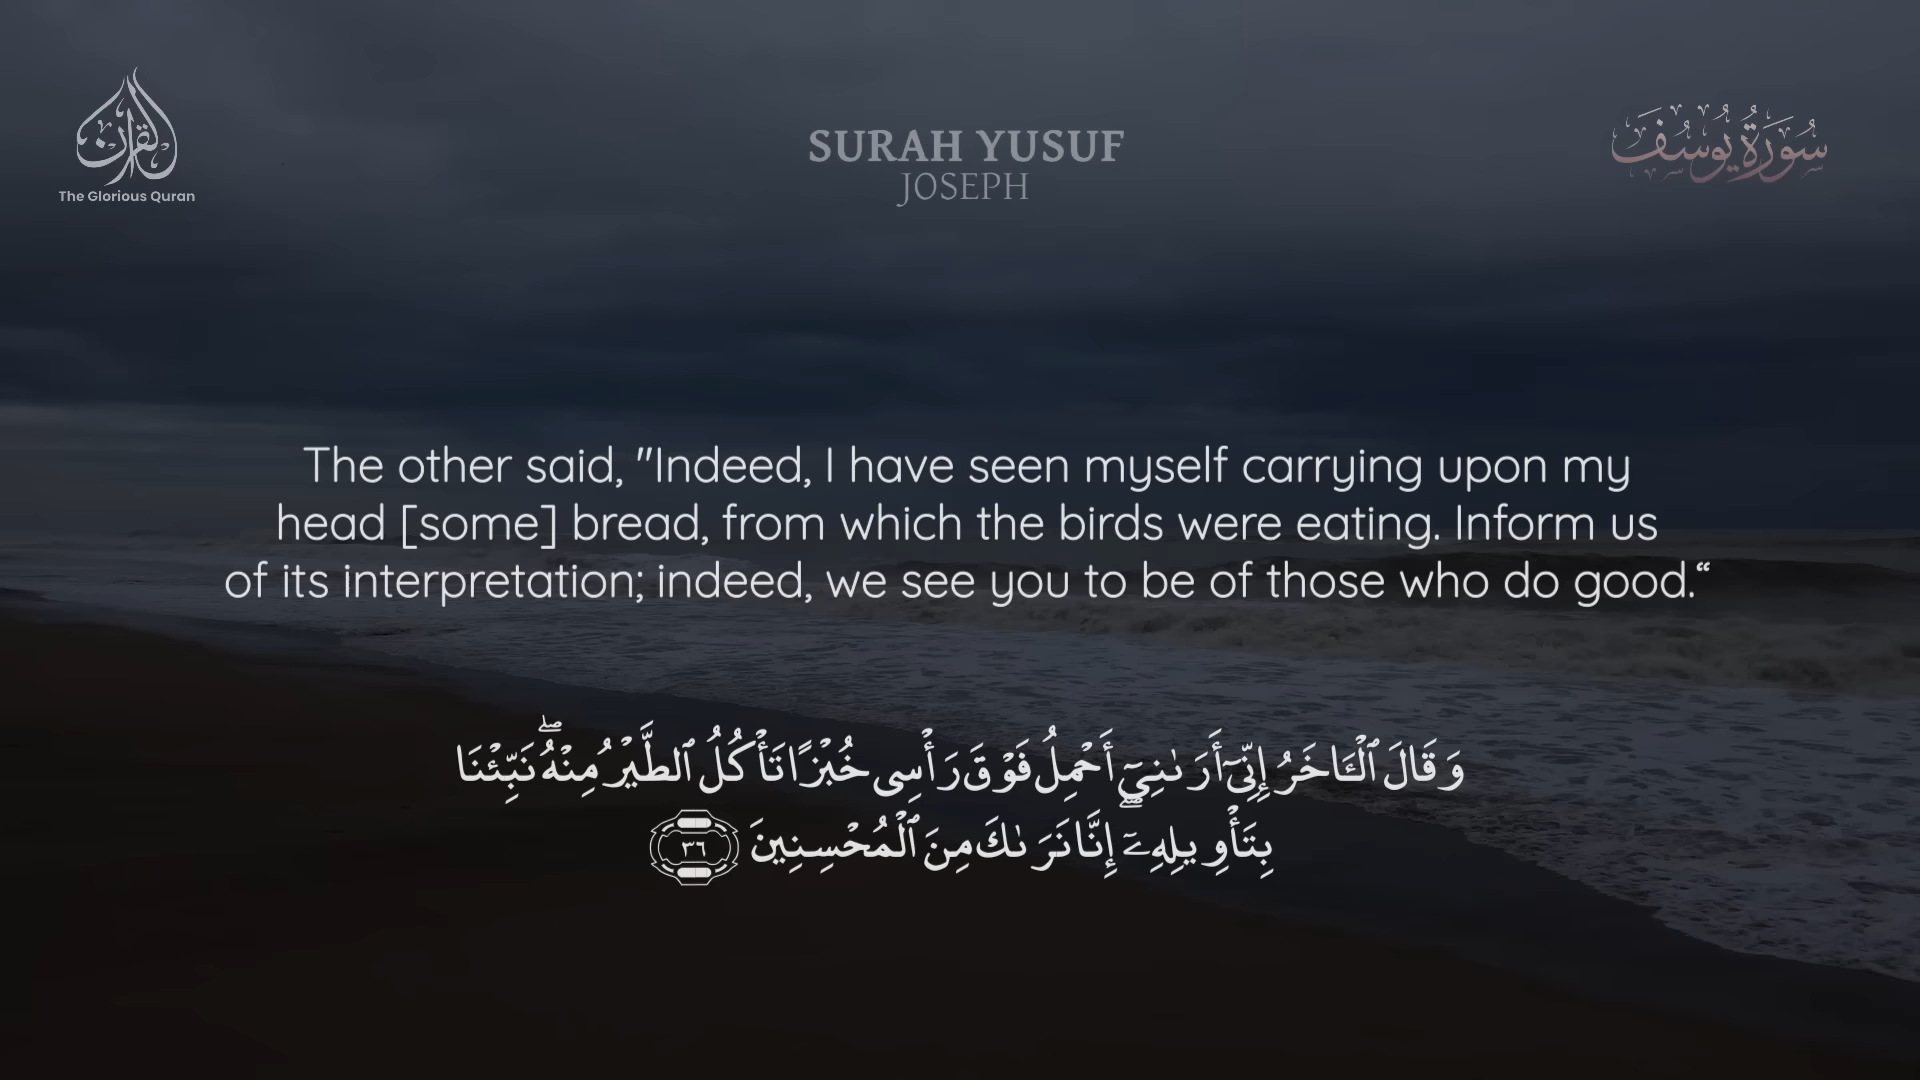 القرآن
The Glorious Quran
SURAH YUSUF
JOSEPH
سُورَةُ يُوسُفَ
The other said, "Indeed, I have seen myself carrying upon my
head [some] bread, from which the birds were eating. Inform us
of its interpretation; indeed, we see you to be of those who do good.“
وَقَالَ ٱلْـَٔاخَرُ إِنِّىٓ أَرَىٰنِىٓ أَحْمِلُ فَوْقَ رَأْسِى خُبْزًا تَأْكُلُ ٱلطَّيْرُ مِنْهُ ۖ نَبِّئْنَا
بِتَأْوِيلِهِۦٓ ۖ إِنَّا نَرَىٰكَ مِنَ ٱلْمُحْسِنِينَ ٣٦